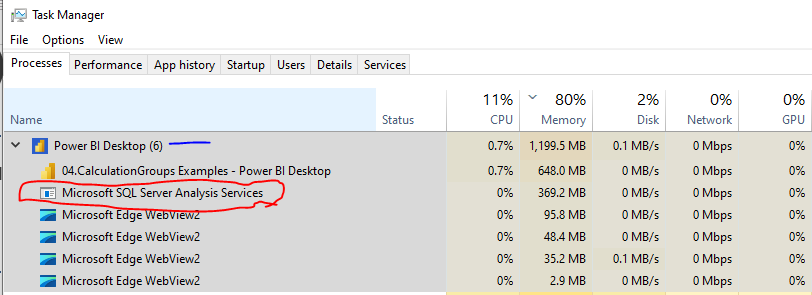 Task Manager
File Options View
Processes Performance App history Startup Users Details Services
11% 80% 2% 0% 0%
Name Status CPU Memory Disk Network GPU
Power BI Desktop (6) 0.7% 1,199.5 MB 0.1 MB/s 0 Mbps 0%
04.CalculationGroups Examples - Power BI Desktop 0.7% 648.0 MB 0 MB/s 0 Mbps 0%
Microsoft SQL Server Analysis Services 0% 369.2 MB 0 MB/s 0 Mbps 0%
Microsoft Edge WebView2 0% 95.8 MB 0 MB/s 0 Mbps 0%
Microsoft Edge WebView2 0% 48.4 MB 0 MB/s 0 Mbps 0%
Microsoft Edge WebView2 0% 35.2 MB 0.1 MB/s 0 Mbps 0%
Microsoft Edge WebView2 0% 2.9 MB 0 MB/s 0 Mbps 0%